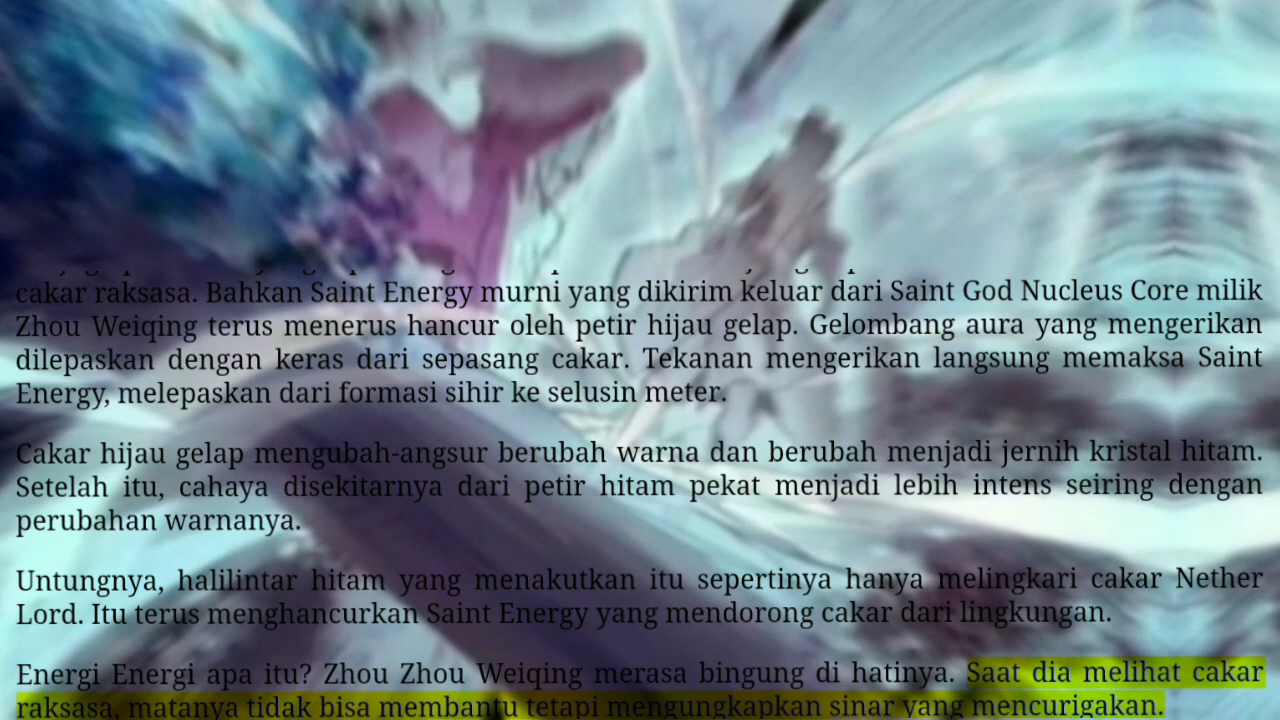 cakar raksasa. Bahkan Saint Energy murni yang dikirim keluar dari Saint God Nucleus Core milik
Zhou Weiqing terus menerus hancur oleh petir hijau gelap. Gelombang aura yang mengerikan
dilepaskan dengan keras dari sepasang cakar. Tekanan mengerikan langsung memaksa Saint
Energy, melepaskan dari formasi sihir ke selusin meter.
Cakar hijau gelap mengubah-angsur berubah warna dan berubah menjadi jernih kristal hitam.
Setelah itu, cahaya disekitarnya dari petir hitam pekat menjadi lebih intens seiring dengan
perubahan warnanya.
Untungnya, halilintar hitam yang menakutkan itu sepertinya hanya melingkari cakar Nether
Lord. Itu terus menghancurkan Saint Energy yang mendorong cakar dari lingkungan.
Energi Energi apa itu? Zhou Zhou Weiqing merasa bingung di hatinya. Saat dia melihat cakar
raksasa, matanya tidak bisa membantu tetapi mengungkapkan sinar yang mencurigakan.